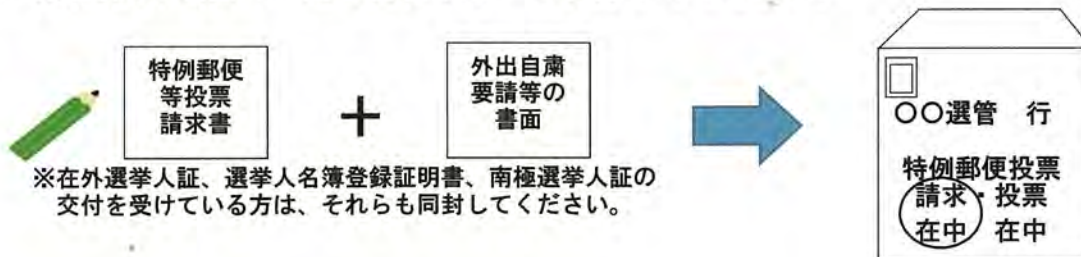 特例郵便
等投票
請求書
+
外出自粛
要請等の
書面
※在外選挙人証、選挙人名簿登録証明書、南極選挙人証の
交付を受けている方は、それらも同封してください。
〇〇選管　行
特例郵便投票
請求・投票
在中　在中